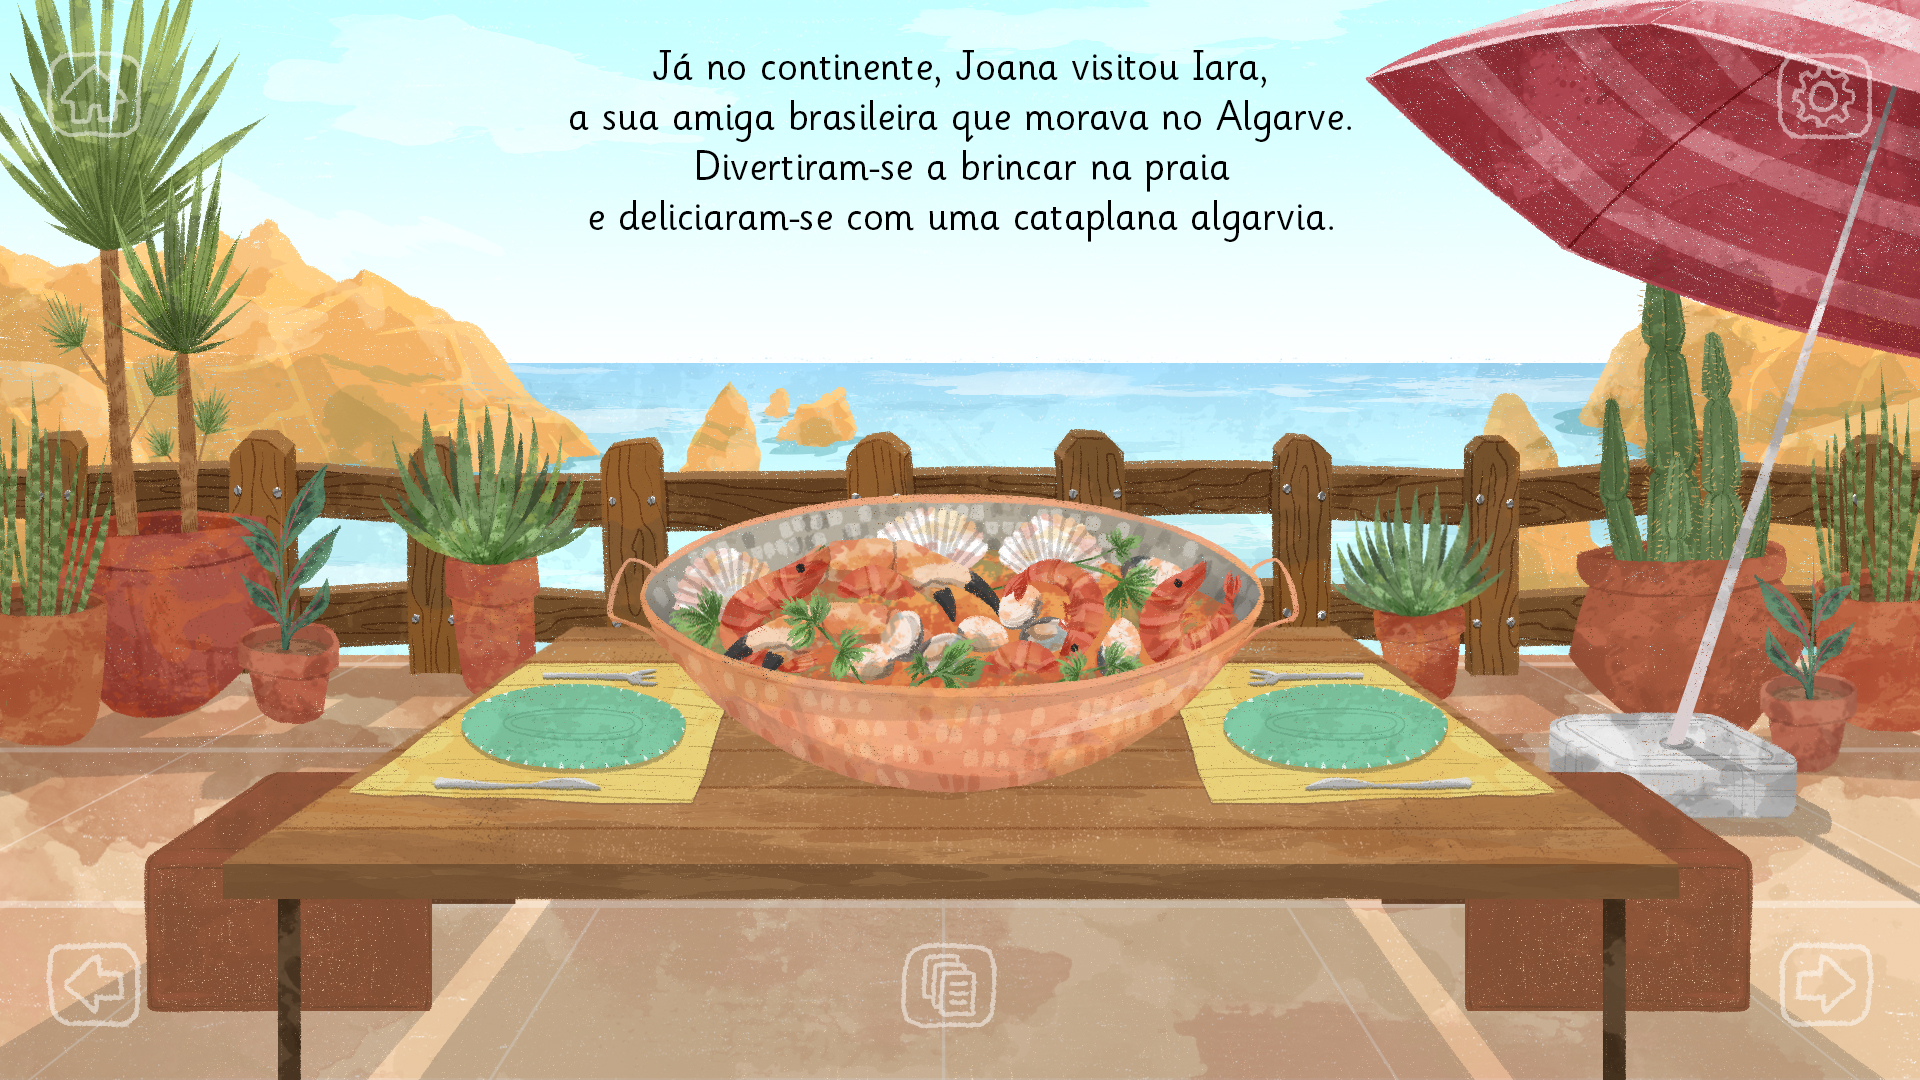 Já no continente, Joana visitou Iara,
a sua amiga brasileira que morava no Algarve.
Divertiram-se a brincar na praia
e deliciaram-se com uma cataplana algarvia.